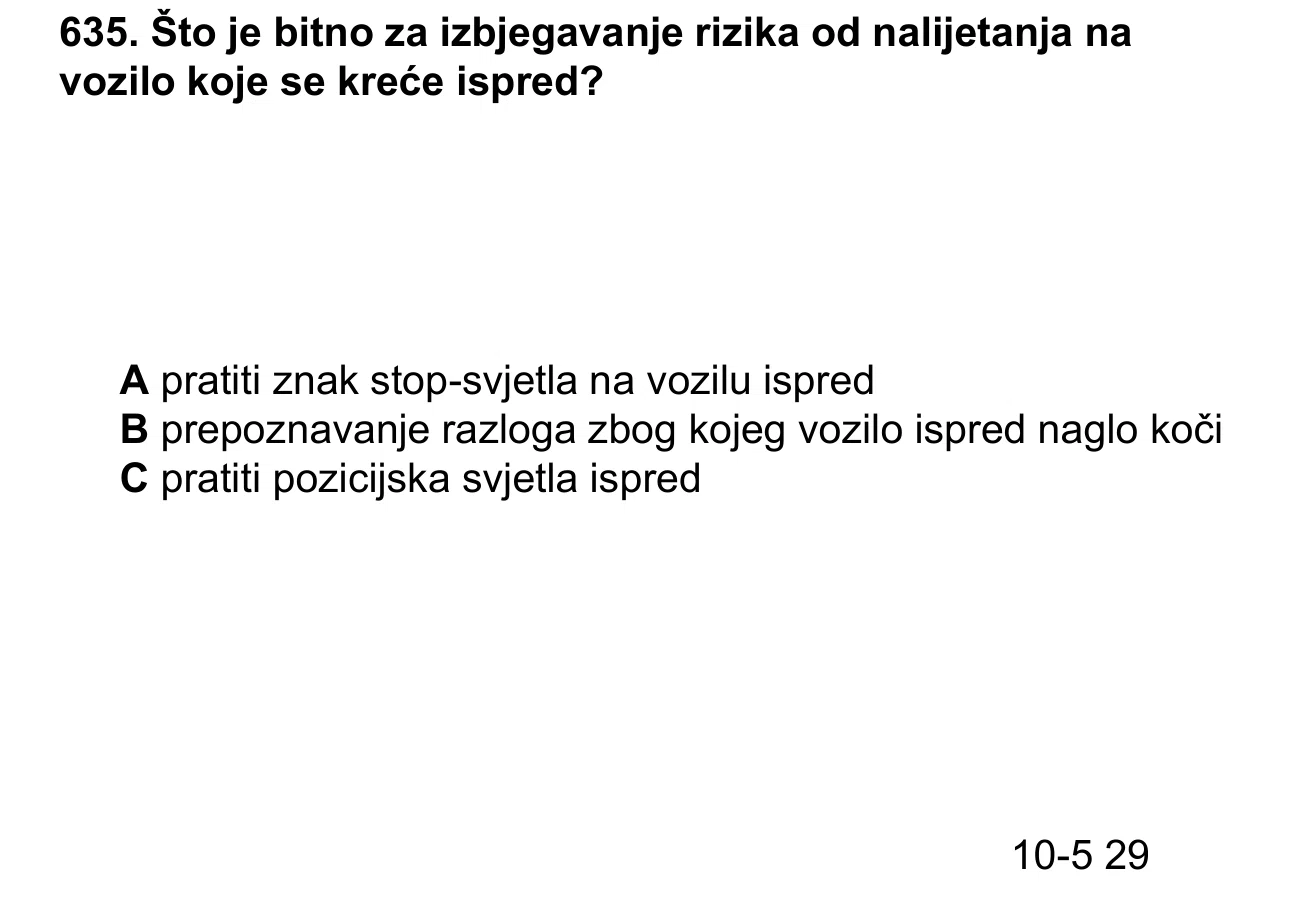 635. Što je bitno za izbjegavanje rizika od nalijetanja na
vozilo koje se kreće ispred?
A pratiti znak stop-svjetla na vozilu ispred
B prepoznavanje razloga zbog kojeg vozilo ispred naglo koči
C pratiti pozicijska svjetla ispred
10-5 29